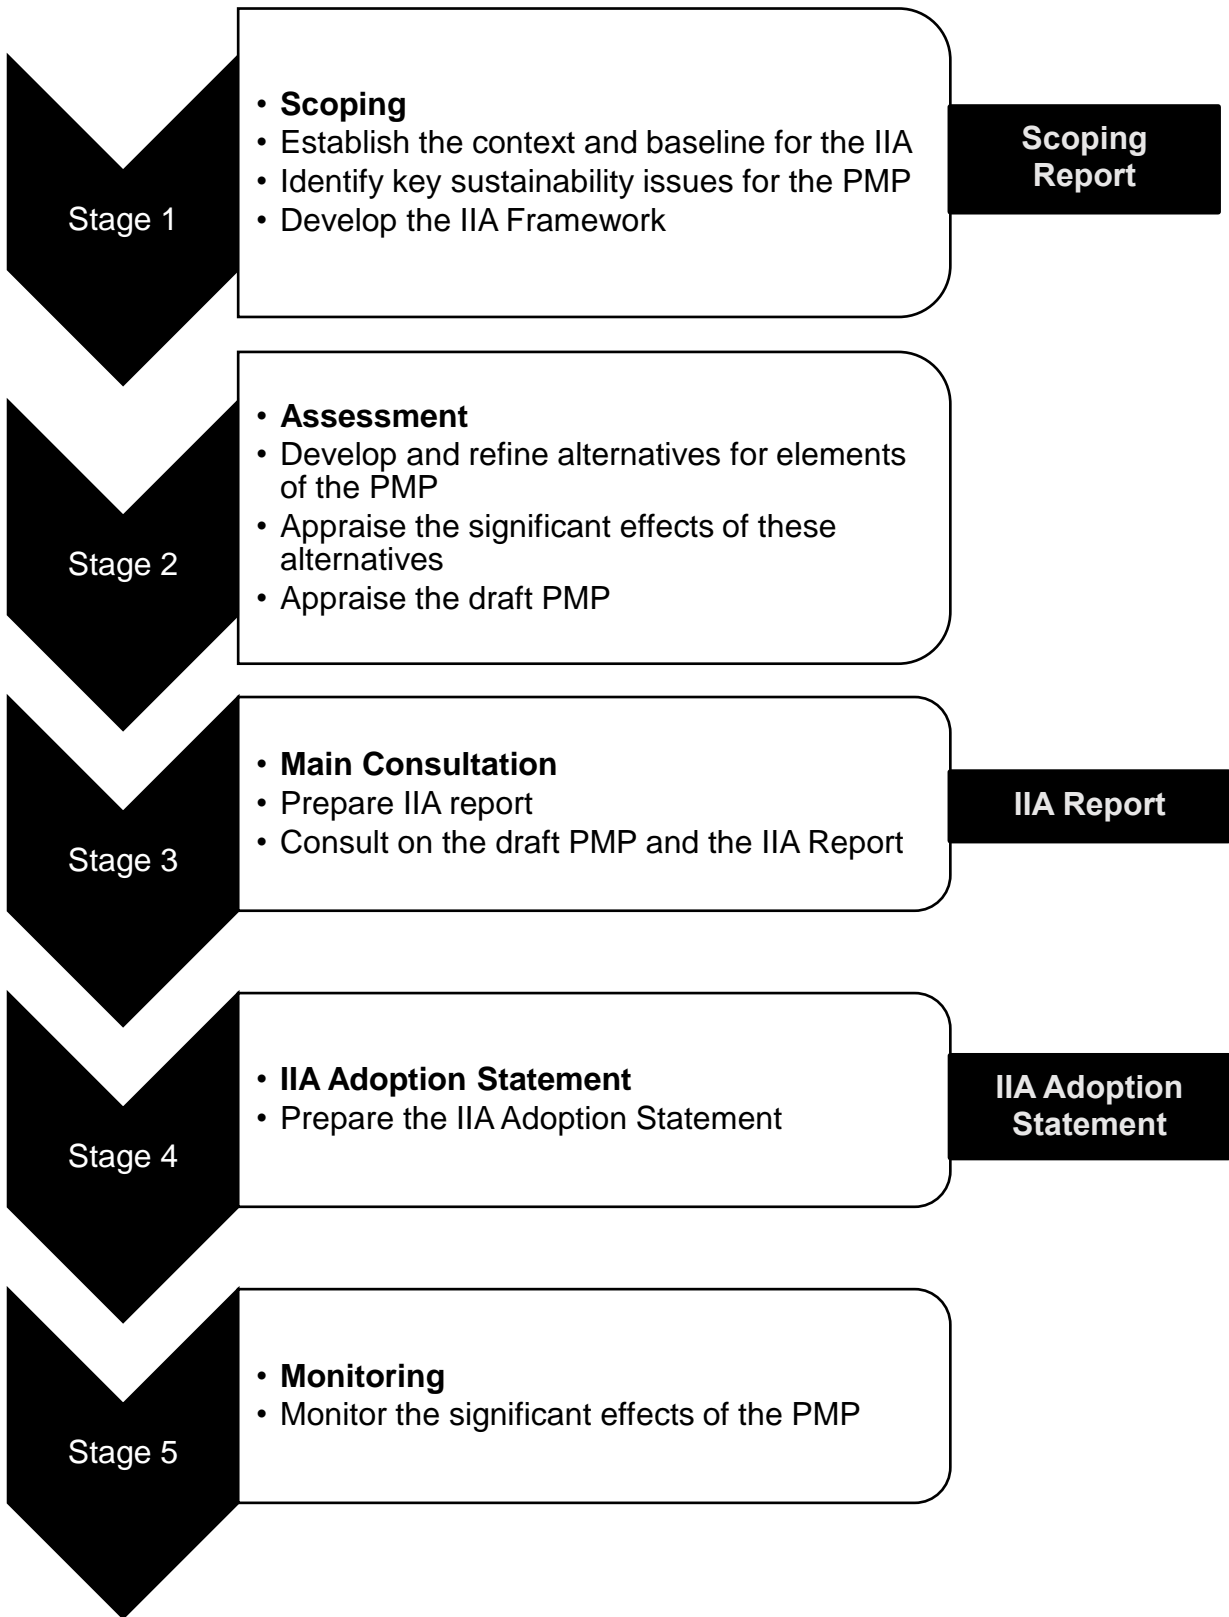 Stage 1
• Scoping
• Establish the context and baseline for the IIA
• Identify key sustainability issues for the PMP
• Develop the IIA Framework
Scoping
Report
Stage 2
• Assessment
• Develop and refine alternatives for elements
of the PMP
• Appraise the significant effects of these
alternatives
• Appraise the draft PMP
Stage 3
• Main Consultation
• Prepare IIA report
• Consult on the draft PMP and the IIA Report
IIA Report
Stage 4
• IIA Adoption Statement
• Prepare the IIA Adoption Statement
IIA Adoption
Statement
Stage 5
• Monitoring
• Monitor the significant effects of the PMP